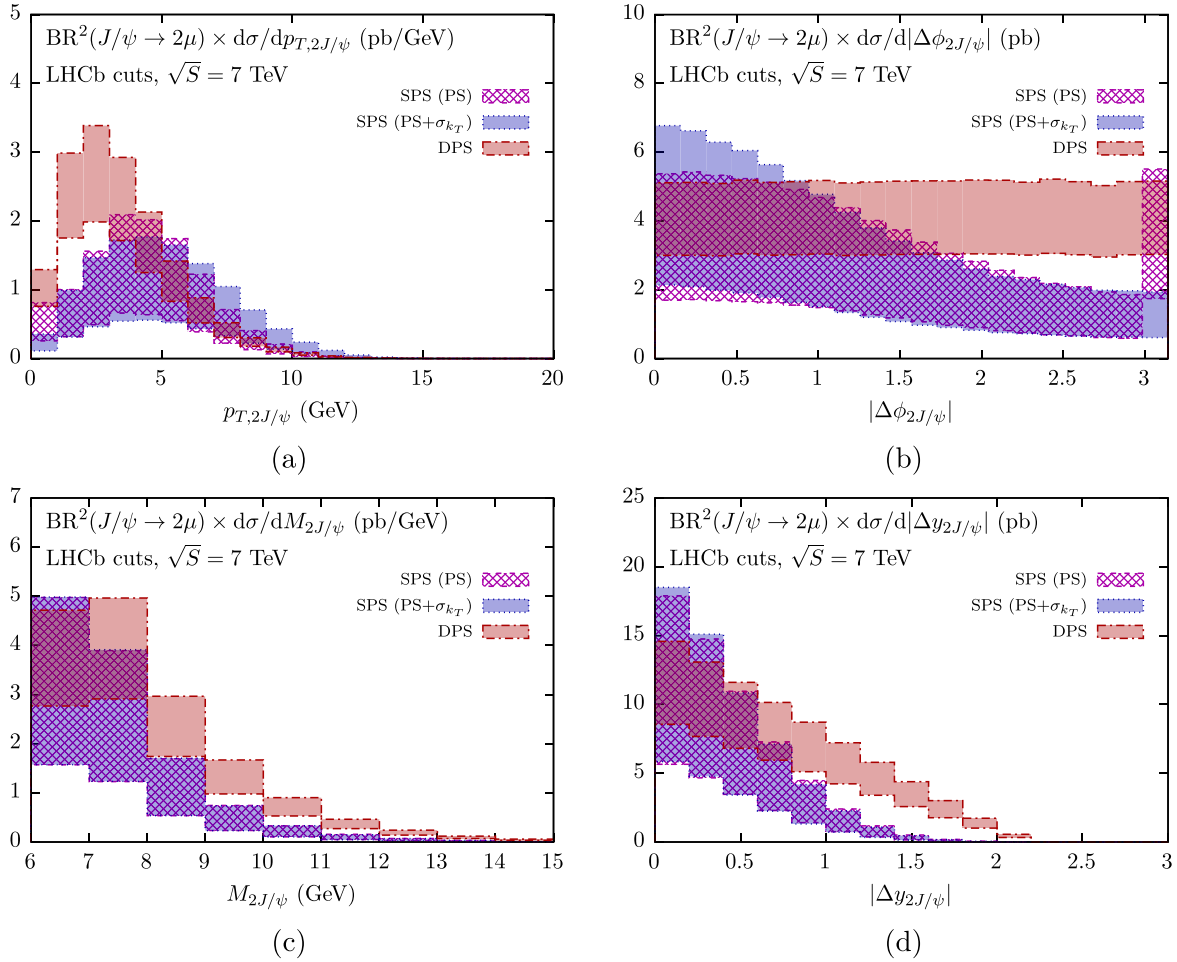 BR²(J/ψ → 2μ) × dσ/dp_{T,2J/ψ} (pb/GeV)
LHCb cuts, √S = 7 TeV
SPS (PS)
SPS (PS+σ_{k_T})
DPS
0 1 2 3 4 5
0 5 10 15 20
p_{T,2J/ψ} (GeV)
(a)
BR²(J/ψ → 2μ) × dσ/d|Δϕ_{2J/ψ}| (pb)
LHCb cuts, √S = 7 TeV
SPS (PS)
SPS (PS+σ_{k_T})
DPS
0 2 4 6 8 10
0 0.5 1 1.5 2 2.5 3
|Δϕ_{2J/ψ}|
(b)
BR²(J/ψ → 2μ) × dσ/dM_{2J/ψ} (pb/GeV)
LHCb cuts, √S = 7 TeV
SPS (PS)
SPS (PS+σ_{k_T})
DPS
0 1 2 3 4 5 6 7
6 7 8 9 10 11 12 13 14 15
M_{2J/ψ} (GeV)
(c)
BR²(J/ψ → 2μ) × dσ/d|Δy_{2J/ψ}| (pb)
LHCb cuts, √S = 7 TeV
SPS (PS)
SPS (PS+σ_{k_T})
DPS
0 5 10 15 20 25
0 0.5 1 1.5 2 2.5 3
|Δy_{2J/ψ}|
(d)